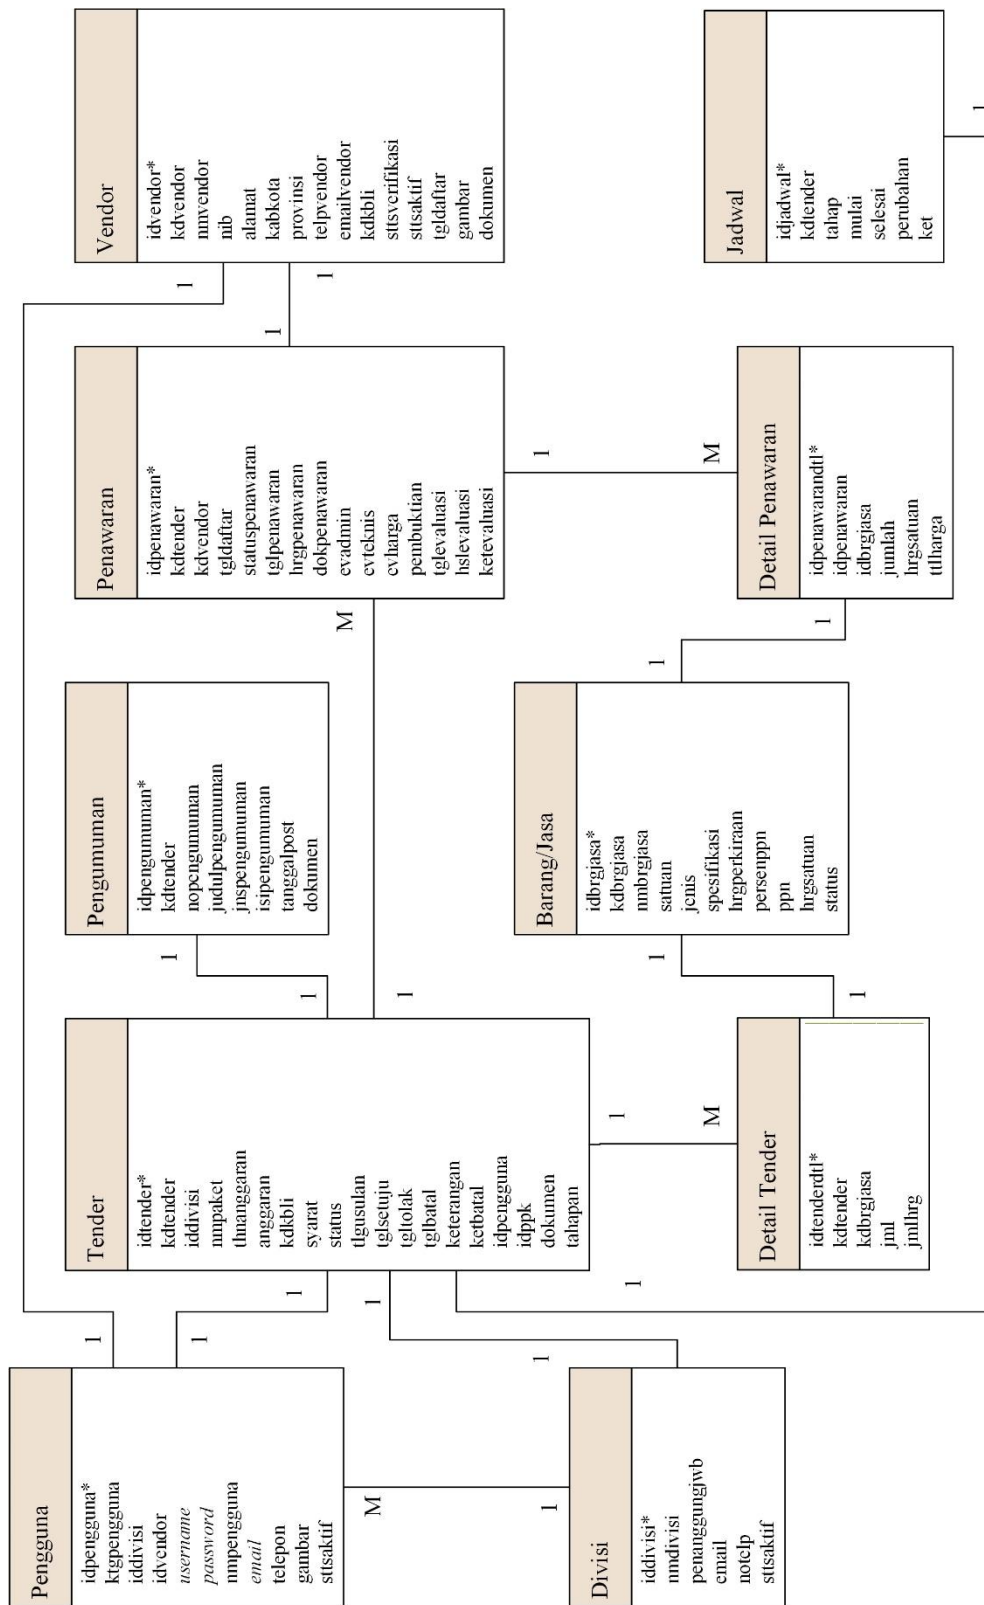 Pengguna
idpengguna*
ktgpengguna
iddivisi
idvendor
username
password
nmpengguna
email
telepon
gambar
sttsaktif
1
1
M
Tender
idtender*
kdtender
iddivisi
nmpaket
thnanggaran
anggaran
kdkbli
syarat
status
tlgusulan
tglsetuju
tgltolak
tglbatal
keterangan
ketbatal
idpengguna
idppk
dokumen
tahapan
1
1
1
1
1
1
Pengumuman
idpengumuman*
kdtender
nopengumuman
judulpengumuman
jnspengumuman
isipengumuman
tanggalpost
dokumen
1
Penawaran
idpenawaran*
kdtender
kdvendor
tgldaftar
statuspenawaran
tglpenawaran
hrgpenawaran
dokpenawaran
evadmin
evteknis
evharga
pembuktian
tglevaluasi
hslevaluasi
ketevaluasi
M
1
1
Vendor
idvendor*
kdvendor
nmvendor
nib
alamat
kabkota
provinsi
telpvendor
emailvendor
kdkbli
sttsverifikasi
sttsaktif
tgldaftar
gambar
dokumen
1
1
Divisi
iddivisi*
nmdivisi
penanggungjwb
email
notelp
sttsaktif
1
1
Detail Tender
idtenderdtl*
kdtender
kdbrgjasa
jml
jmlhrg
M
1
Barang/Jasa
idbrgjasa*
kdbrgjasa
nmbrgjasa
satuan
jenis
spesifikasi
hrgperkiraan
persenppn
ppn
hrgsatuan
status
1
1
Detail Penawaran
idpenawarandtl*
idpenawaran
idbrgjasa
jumlah
hrgsatuan
ttlharga
M
1
Jadwal
idjadwal*
kdtender
tahap
mulai
selesai
perubahan
ket
1